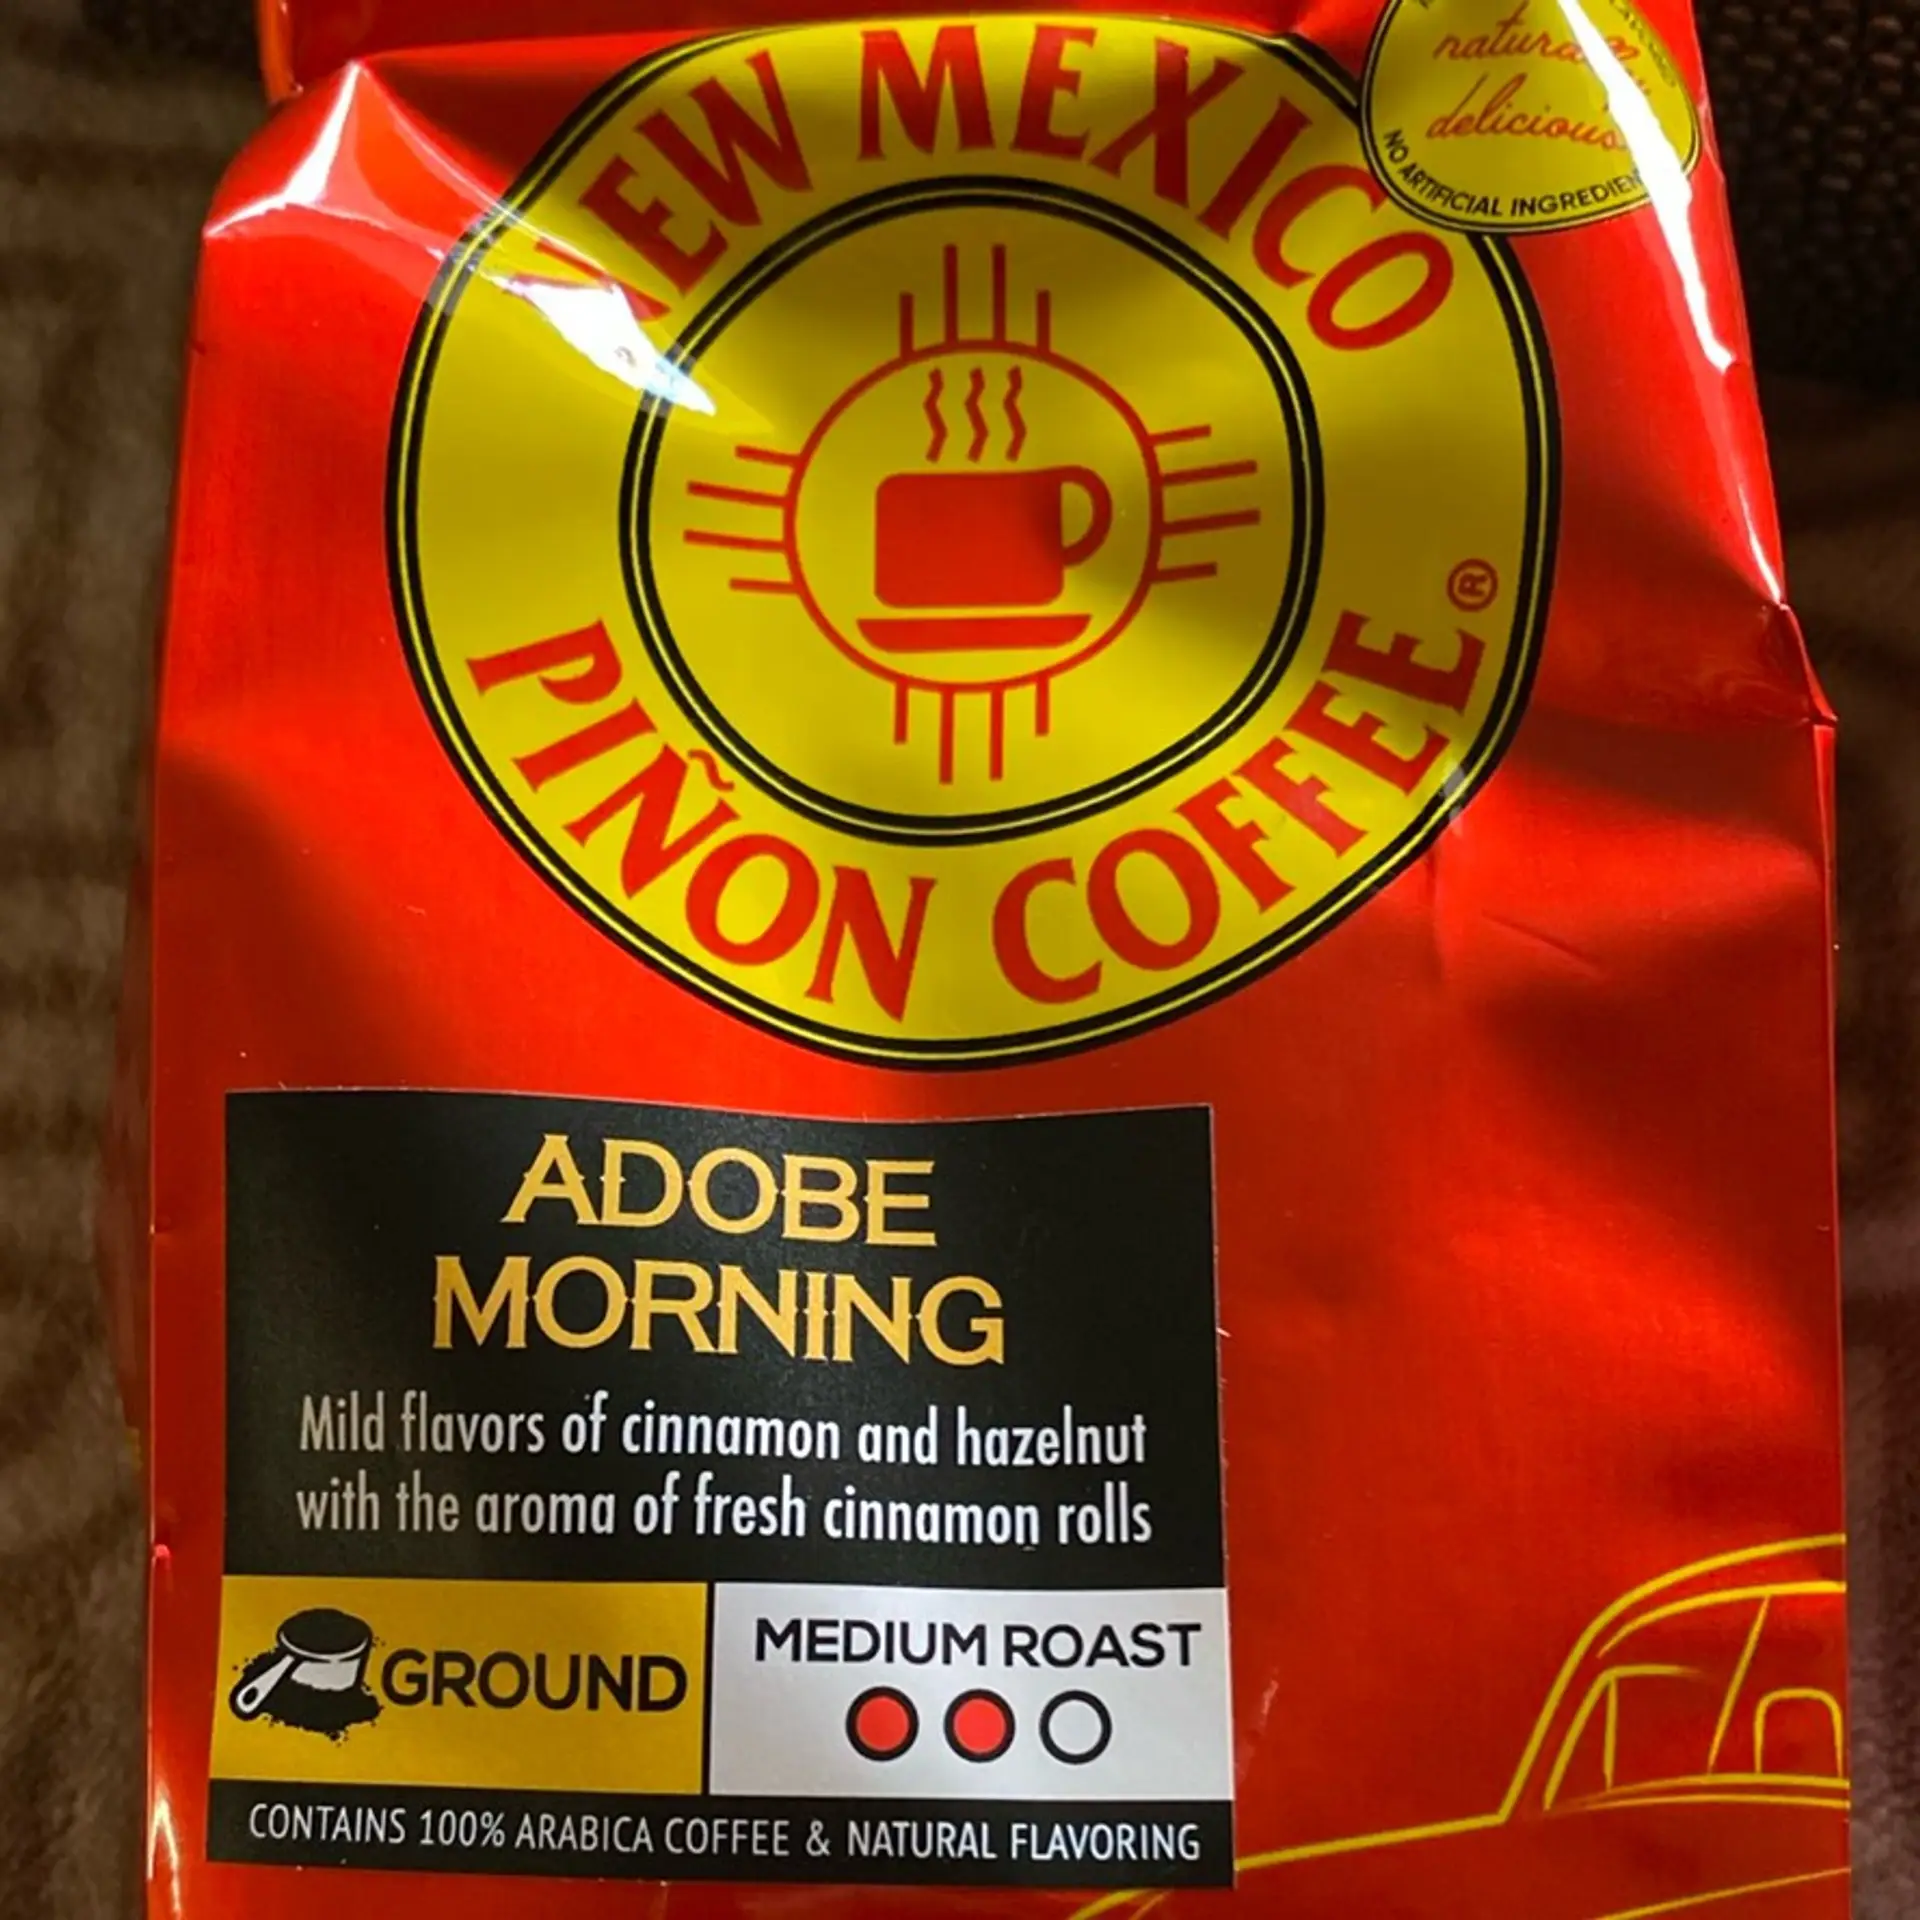 NEW MEXICO
PIÑON COFFEE®
naturally
delicious
NO ARTIFICIAL
ADOBE
MORNING
Mild flavors of cinnamon and hazelnut
with the aroma of fresh cinnamon rolls
GROUND
MEDIUM ROAST
CONTAINS 100% ARABICA COFFEE & NATURAL FLAVORING